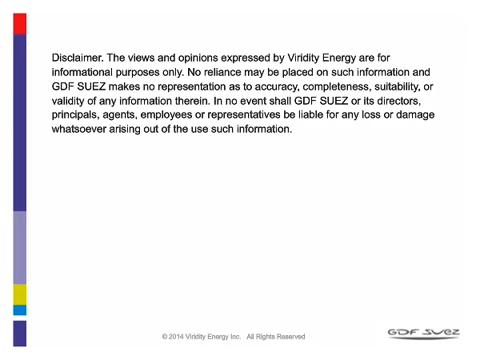 Disclaimer. The views and opinions expressed by Viridity Energy are for
informational purposes only. No reliance may be placed on such information and
GDF SUEZ makes no representation as to accuracy, completeness, suitability, or
validity of any information therein. In no event shall GDF SUEZ or its directors,
principals, agents, employees or representatives be liable for any loss or damage
whatsoever arising out of the use such information.
© 2014 Viridity Energy Inc. All Rights Reserved
GDF SUEZ